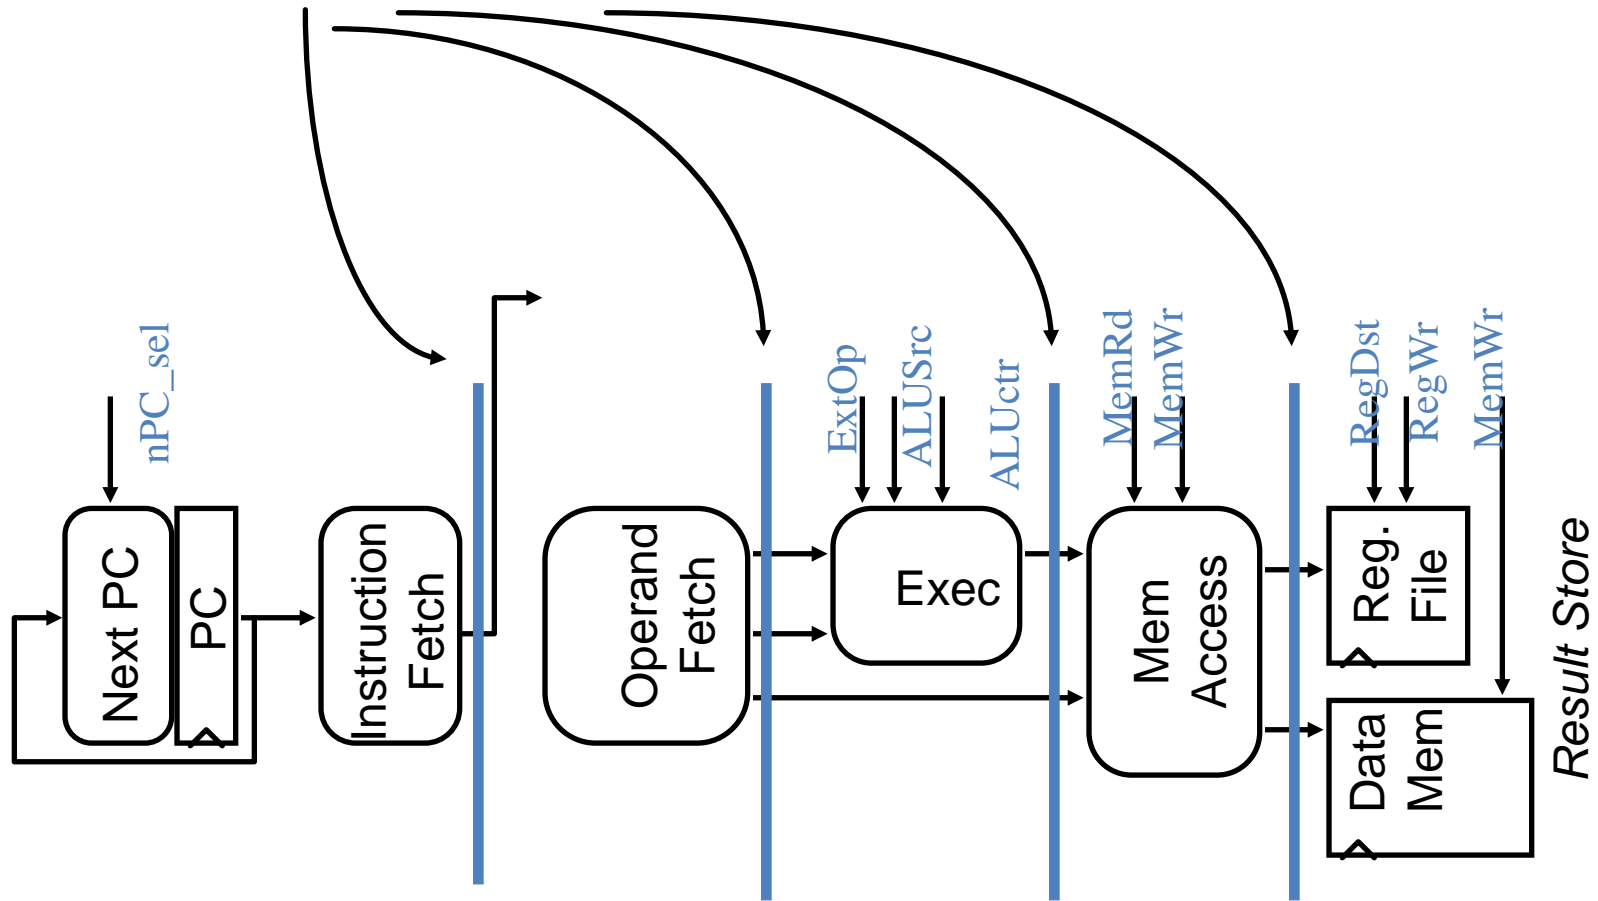 nPC_sel
Next PC
PC
Instruction
Fetch
Operand
Fetch
ExtOp
ALUSrc
ALUctr
Exec
MemRd
MemWr
Mem
Access
RegDst
RegWr
MemWr
Reg.
File
Data
Mem
Result Store